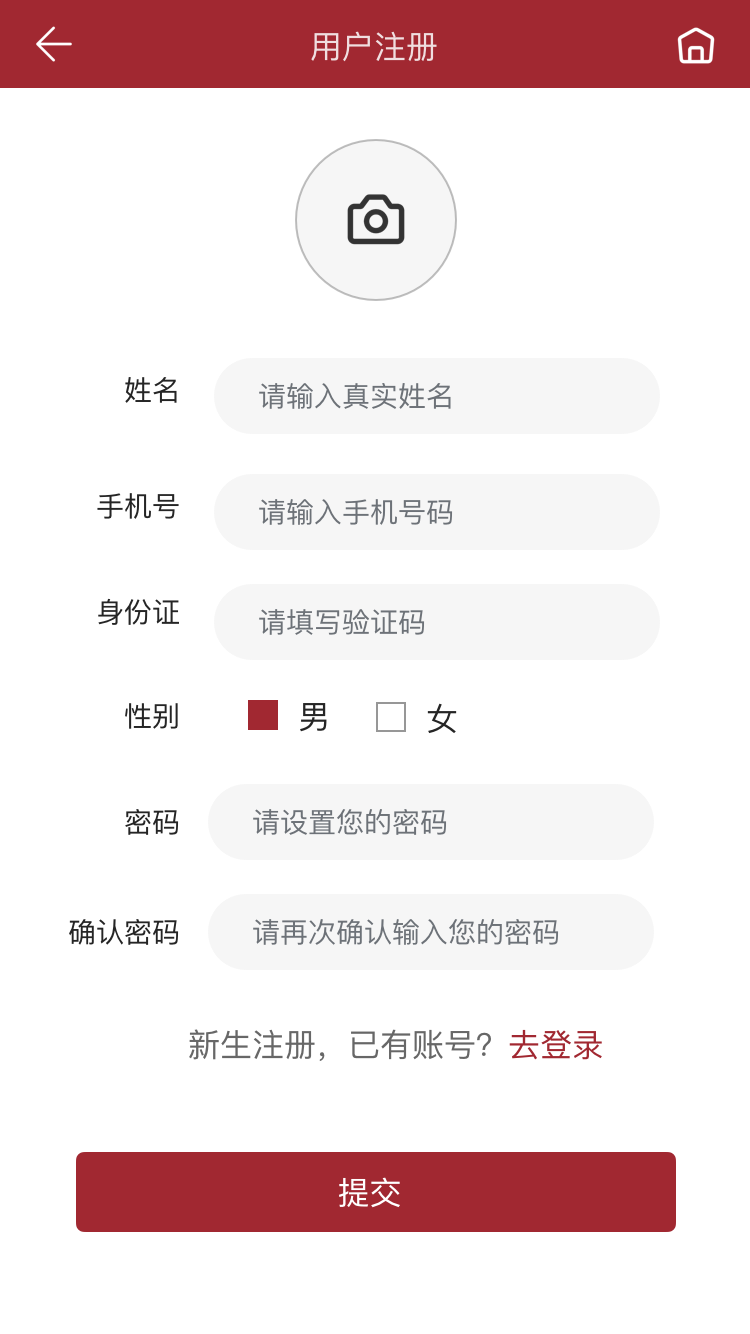 用户注册
姓名 请输入真实姓名
手机号 请输入手机号码
身份证 请填写验证码
性别 男 女
密码 请设置您的密码
确认密码 请再次确认输入您的密码
新生注册，已有账号？去登录
提交